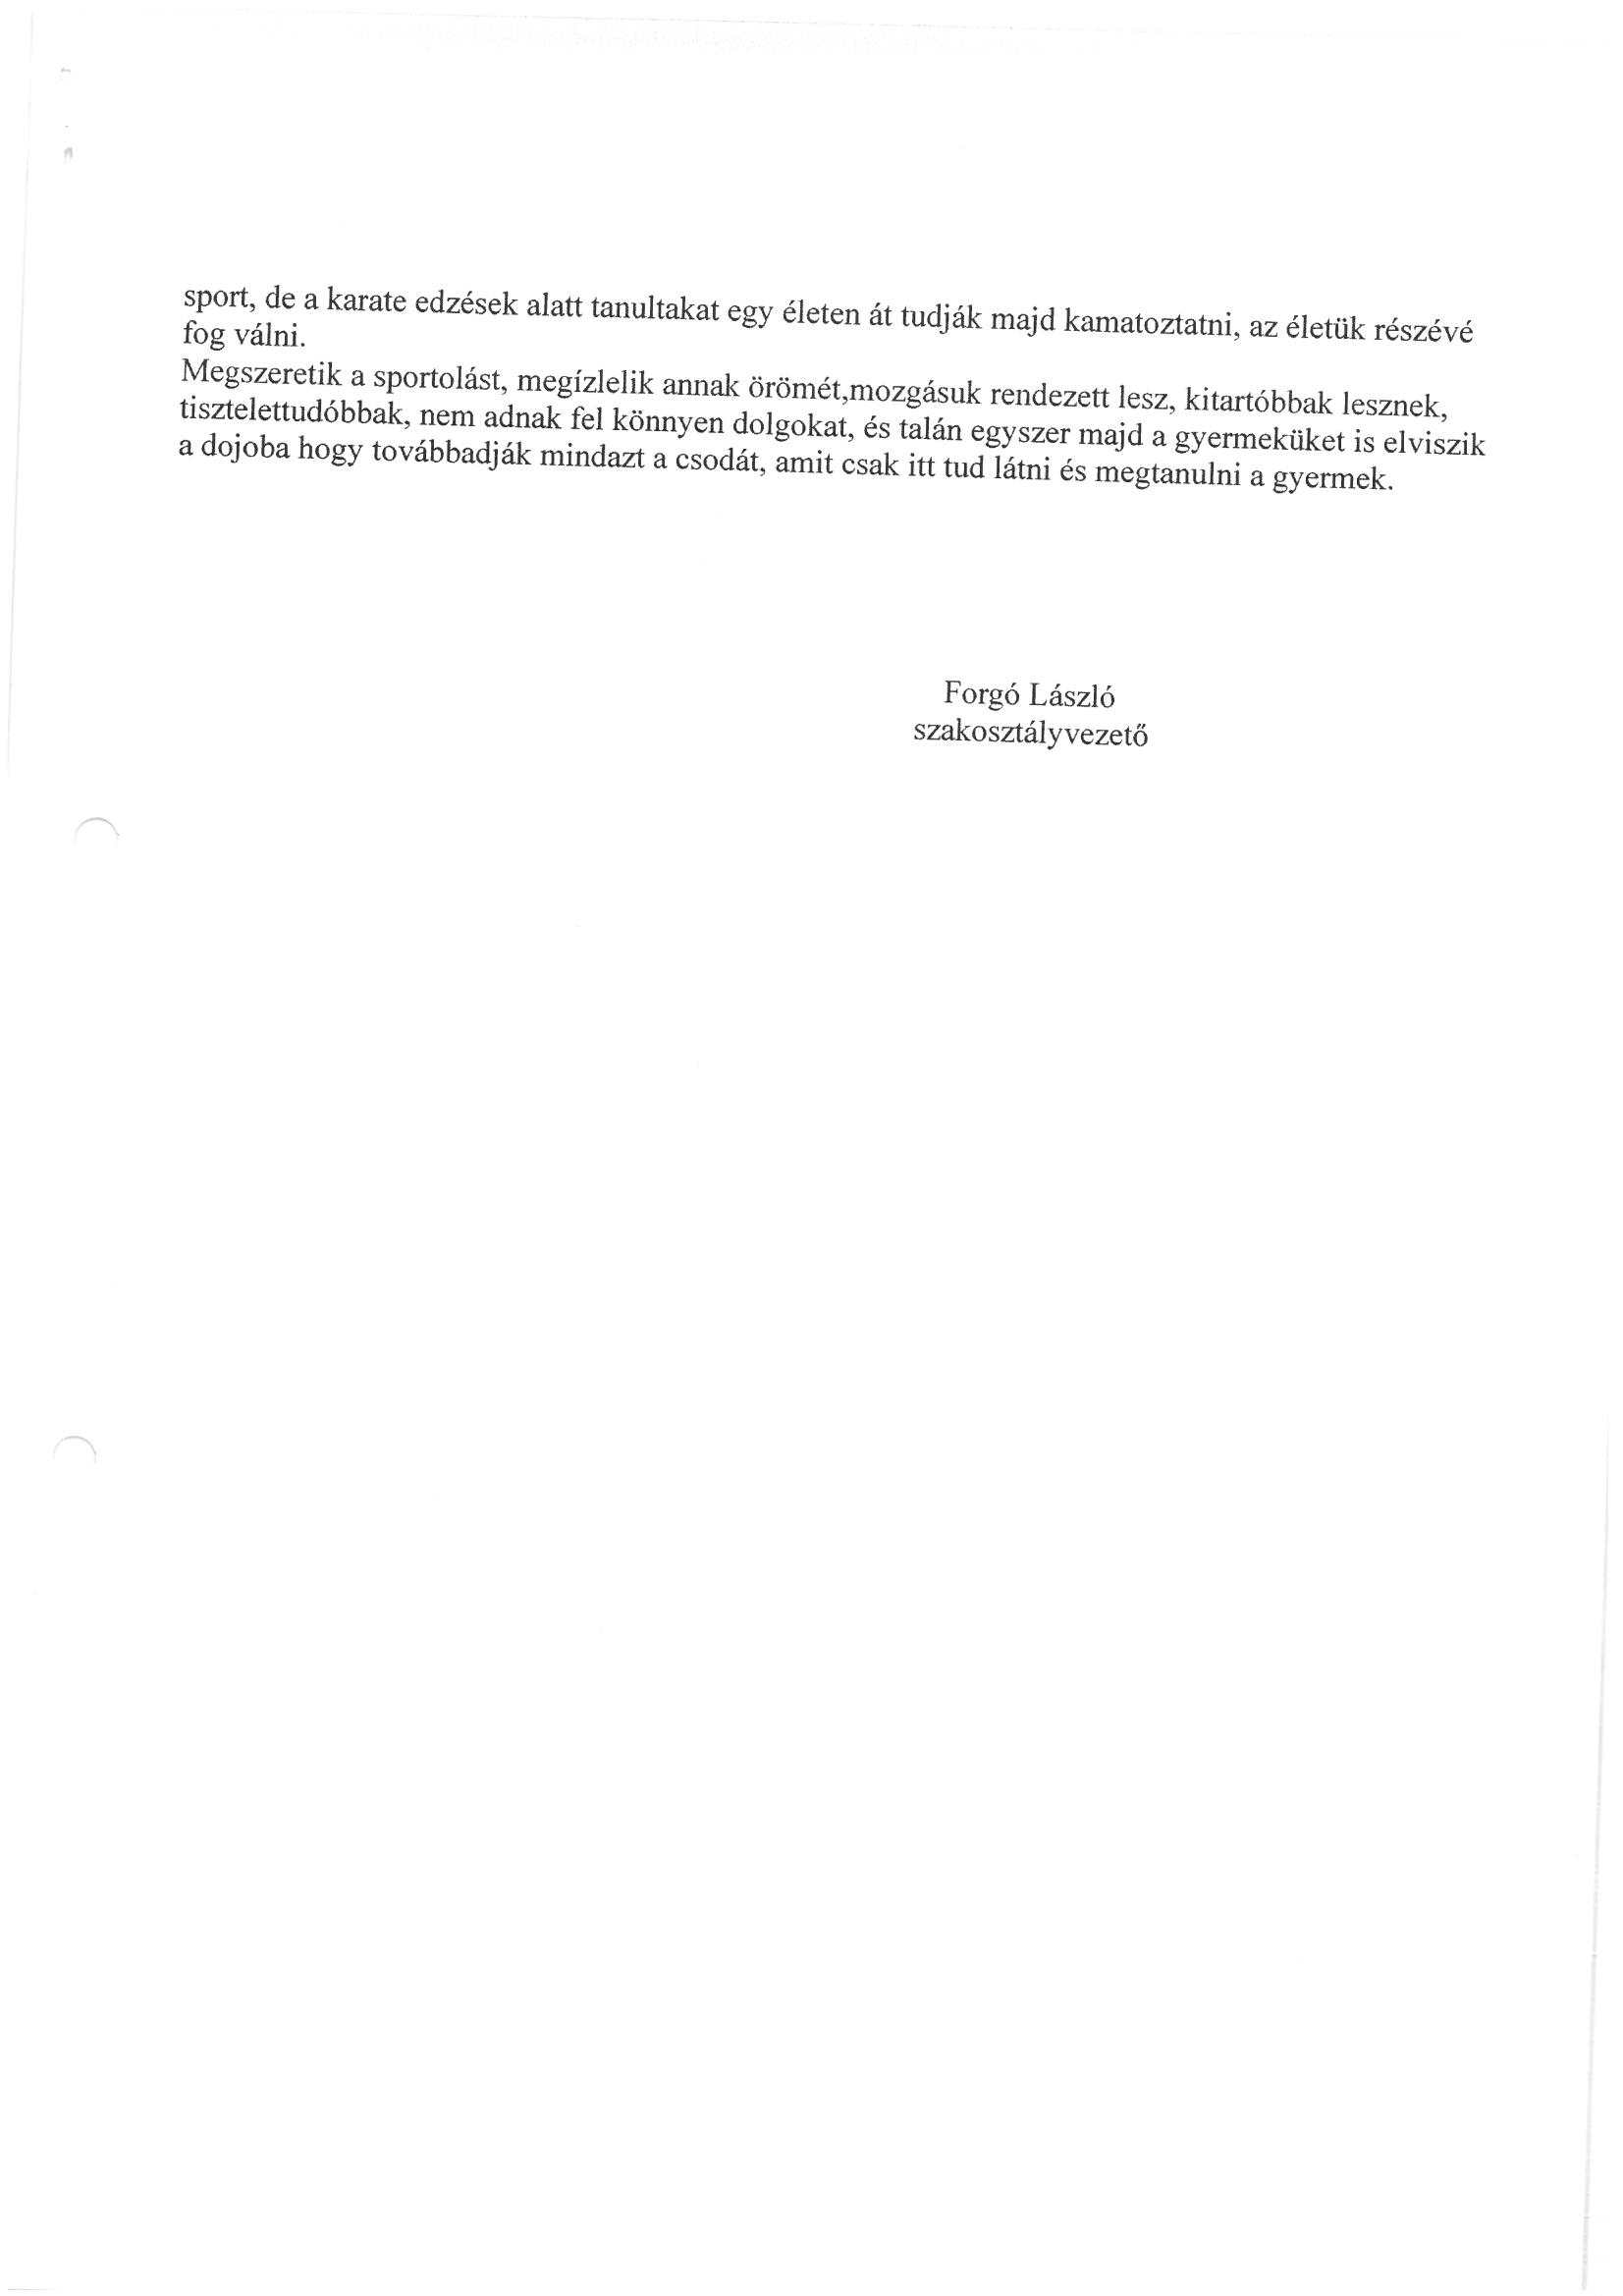 sport, de a karate edzések alatt tanultakat egy életen át tudják majd kamatoztatni, az életük részévé
fog válni.
Megszeretik a sportolást, megízlelik annak örömét,mozgásuk rendezett lesz, kitartóbbak lesznek,
tisztelettudóbbak, nem adnak fel könnyen dolgokat, és talán egyszer majd a gyermeküket is elviszik
a dojoba hogy továbbadják mindazt a csodát, amit csak itt tud látni és megtanulni a gyermek.
Forgó László
szakosztályvezető